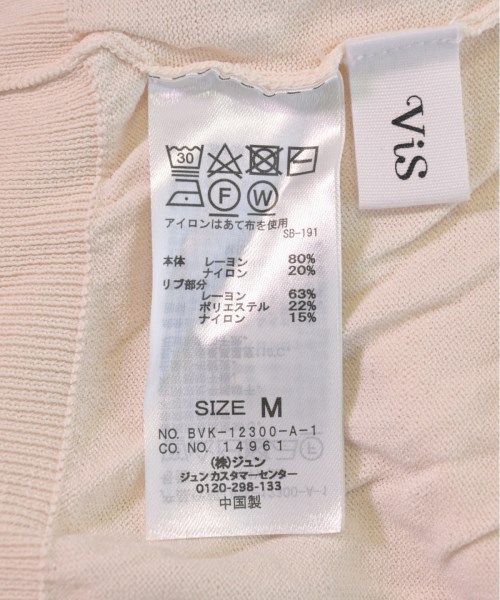 ViS
30
F W
アイロンはあて布を使用
SB-191
本体 レーヨン 80%
ナイロン 20%
リブ部分
レーヨン 63%
ポリエステル 22%
ナイロン 15%
SIZE M
NO. BVK-12300-A-1
CO. NO. 14961
(株)ジュン
ジュンカスタマーセンター
0120-298-133
中国製